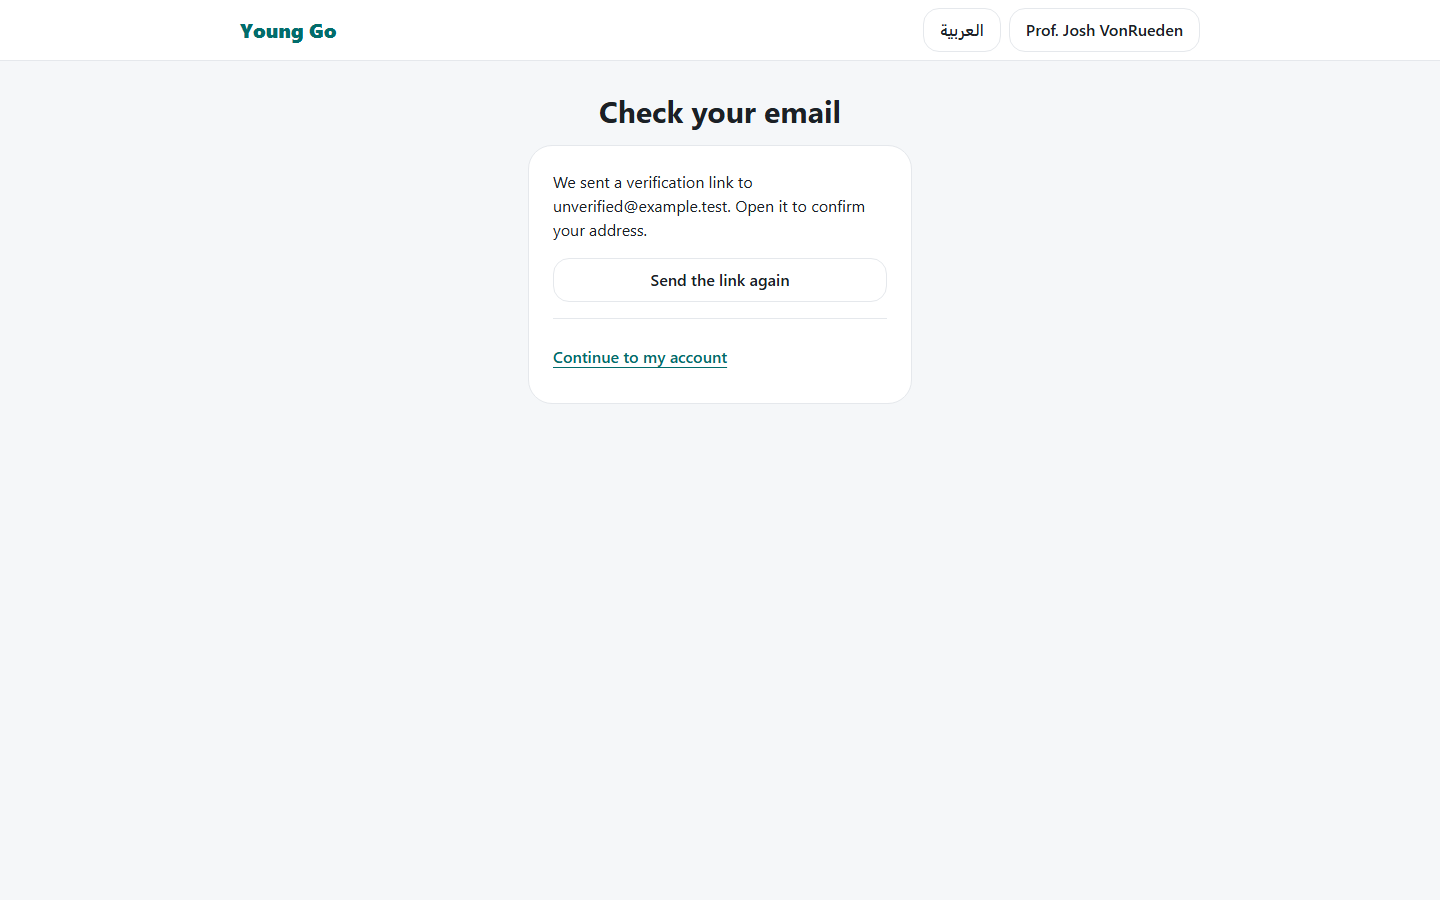 Young Go
العربية
Prof. Josh VonRueden
Check your email
We sent a verification link to
unverified@example.test. Open it to confirm
your address.
Send the link again
Continue to my account